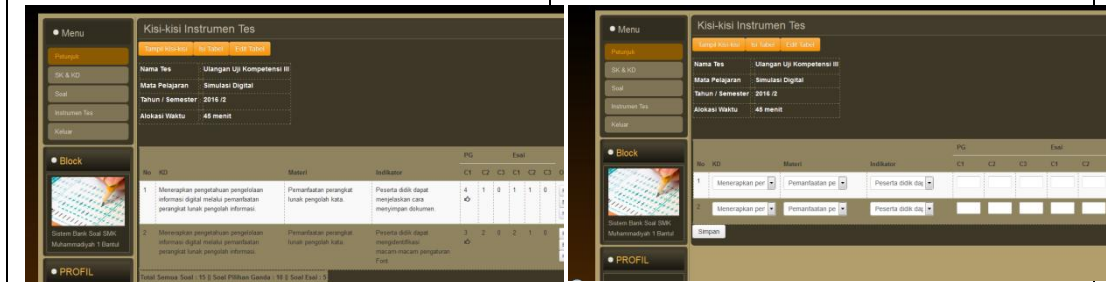 Menu
Petunjuk
SK & KD
Soal
Instrumen Tes
Keluar
Block
Sistem Bank Soal SMK
Muhammadiyah 1 Bantul
PROFIL
Kisi-kisi Instrumen Tes
Tampil Kisi-kisi Isi Tabel Edit Tabel
Nama Tes Ulangan Uji Kompetensi III
Mata Pelajaran Simulasi Digital
Tahun / Semester 2016 /2
Alokasi Waktu 45 menit
PG Esai
No KD Materi Indikator C1 C2 C3 C1 C2 C3
1 Menerapkan pengetahuan pengelolaan Pemanfaatan perangkat Peserta didik dapat 4 1 0 1 1 0
informasi digital melalui pemanfaatan lunak pengolah kata. menjelaskan cara
perangkat lunak pengolah informasi. menyimpan dokumen.
2 Menerapkan pengetahuan pengelolaan Pemanfaatan perangkat Peserta didik dapat 3 2 0 2 1 0
informasi digital melalui pemanfaatan lunak pengolah kata. mengidentifikasi
perangkat lunak pengolah informasi. macam-macam pengaturan
Font
Total Semua Soal : 15 || Soal Pilihan Ganda : 10 || Soal Esai : 5
Menu
Petunjuk
SK & KD
Soal
Instrumen Tes
Keluar
Block
Sistem Bank Soal SMK
Muhammadiyah 1 Bantul
PROFIL
Kisi-kisi Instrumen Tes
Tampil Kisi-kisi Isi Tabel Edit Tabel
Nama Tes Ulangan Uji Kompetensi III
Mata Pelajaran Simulasi Digital
Tahun / Semester 2016 /2
Alokasi Waktu 45 menit
PG Esai
No KD Materi Indikator C1 C2 C3 C1 C2
1 Menerapkan per Pemanfaatan pe Peserta didik dap
2 Menerapkan per Pemanfaatan pe Peserta didik dap
Simpan